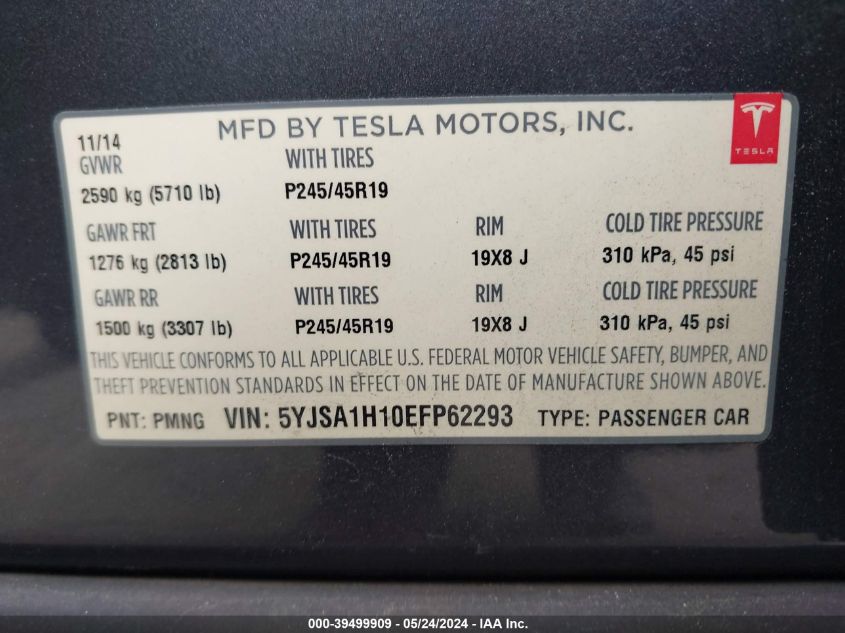 MFD BY TESLA MOTORS, INC.
TESLA
11/14
GVWR WITH TIRES
2590 kg (5710 lb) P245/45R19
GAWR FRT WITH TIRES RIM COLD TIRE PRESSURE
1276 kg (2813 lb) P245/45R19 19X8 J 310 kPa, 45 psi
GAWR RR WITH TIRES RIM COLD TIRE PRESSURE
1500 kg (3307 lb) P245/45R19 19X8 J 310 kPa, 45 psi
THIS VEHICLE CONFORMS TO ALL APPLICABLE U.S. FEDERAL MOTOR VEHICLE SAFETY, BUMPER, AND
THEFT PREVENTION STANDARDS IN EFFECT ON THE DATE OF MANUFACTURE SHOWN ABOVE.
PNT: PMNG VIN: 5YJSA1H10EFP62293 TYPE: PASSENGER CAR
000-39499909 - 05/24/2024 - IAA Inc.